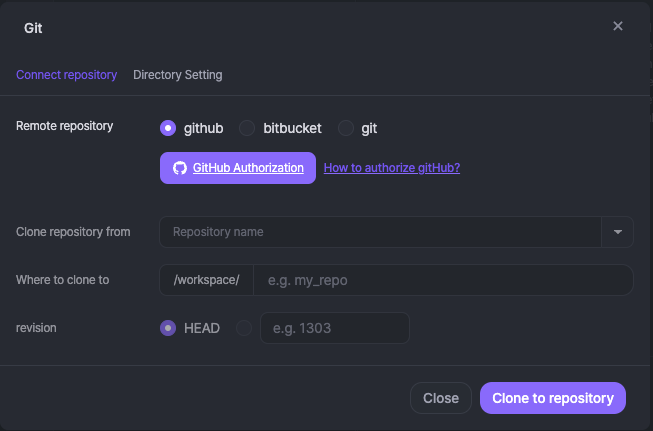 Git
Connect repository Directory Setting
Remote repository github bitbucket git
GitHub Authorization How to authorize gitHub?
Clone repository from Repository name
Where to clone to /workspace/ e.g. my_repo
revision HEAD e.g. 1303
Close Clone to repository